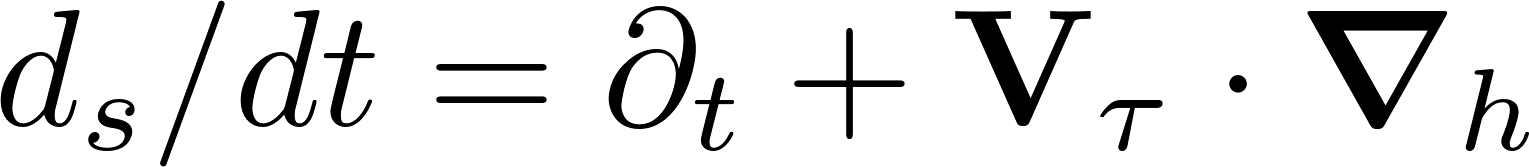 d_s/dt = ∂_t + 𝐕_τ · 𝛁_h